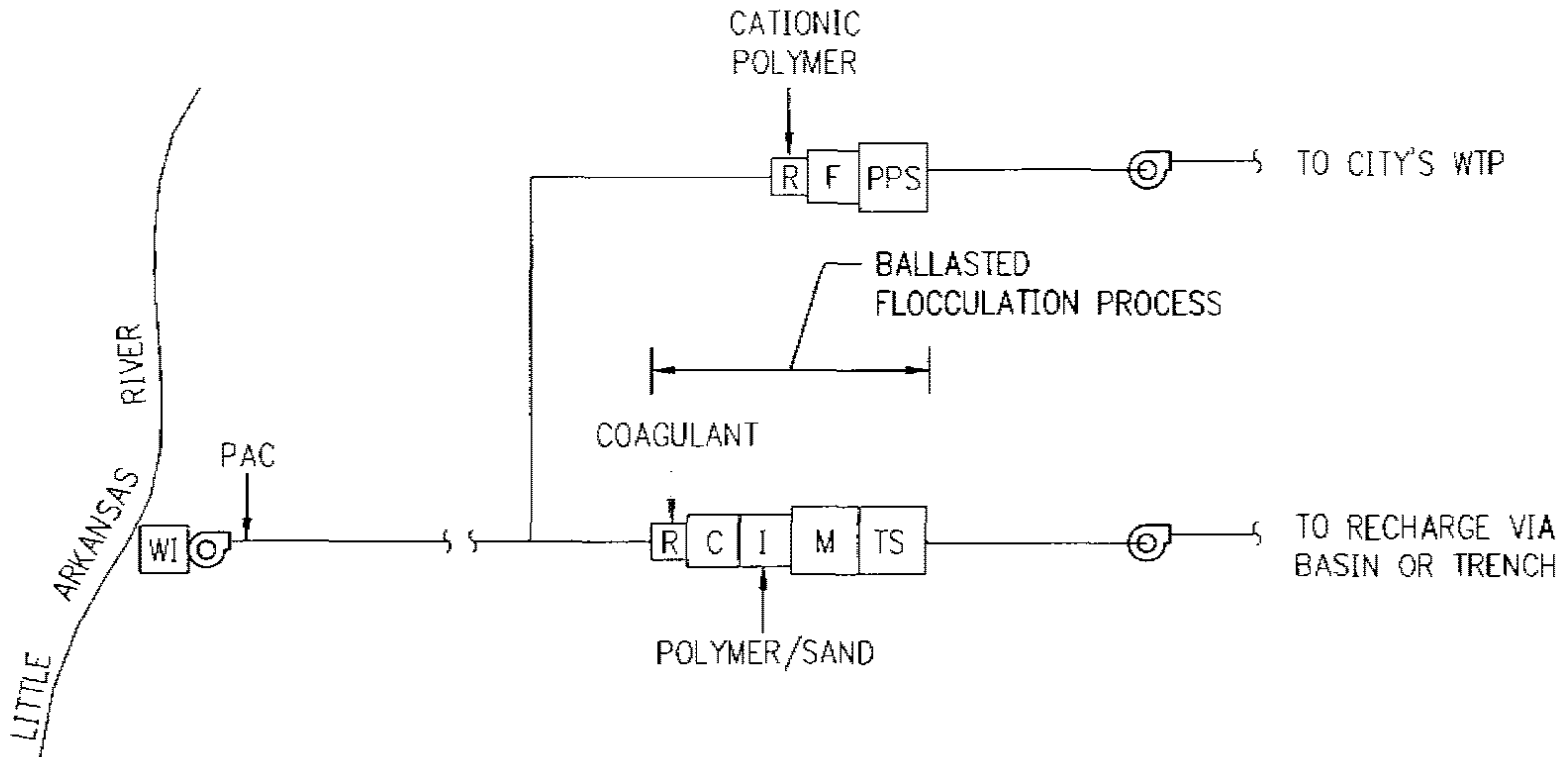 CATIONIC
POLYMER
R F PPS
TO CITY'S WTP
BALLASTED
FLOCCULATION PROCESS
LITTLE ARKANSAS RIVER
PAC
COAGULANT
WI
R C I M TS
TO RECHARGE VIA
BASIN OR TRENCH
POLYMER/SAND